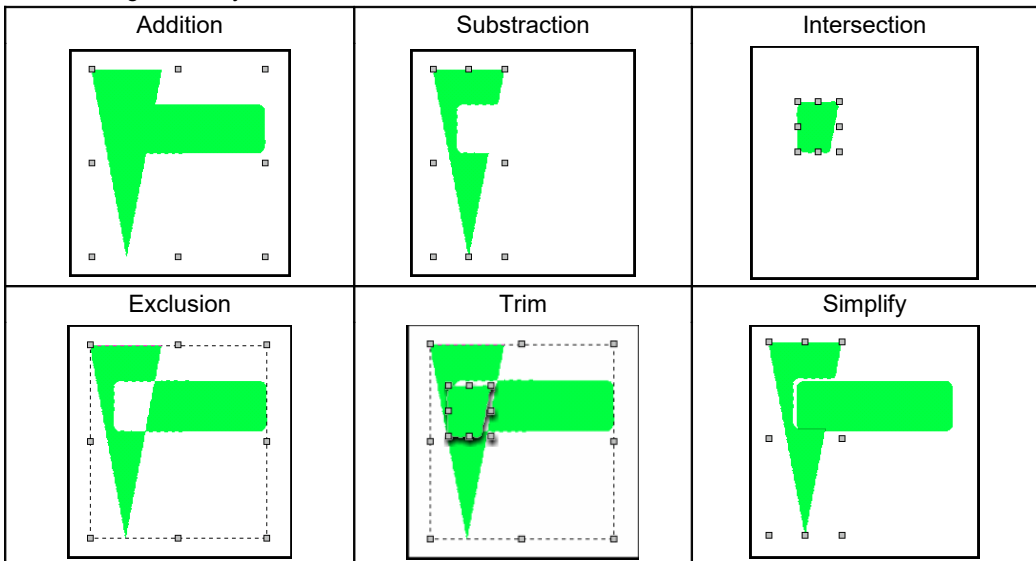 Addition
Substraction
Intersection
Exclusion
Trim
Simplify